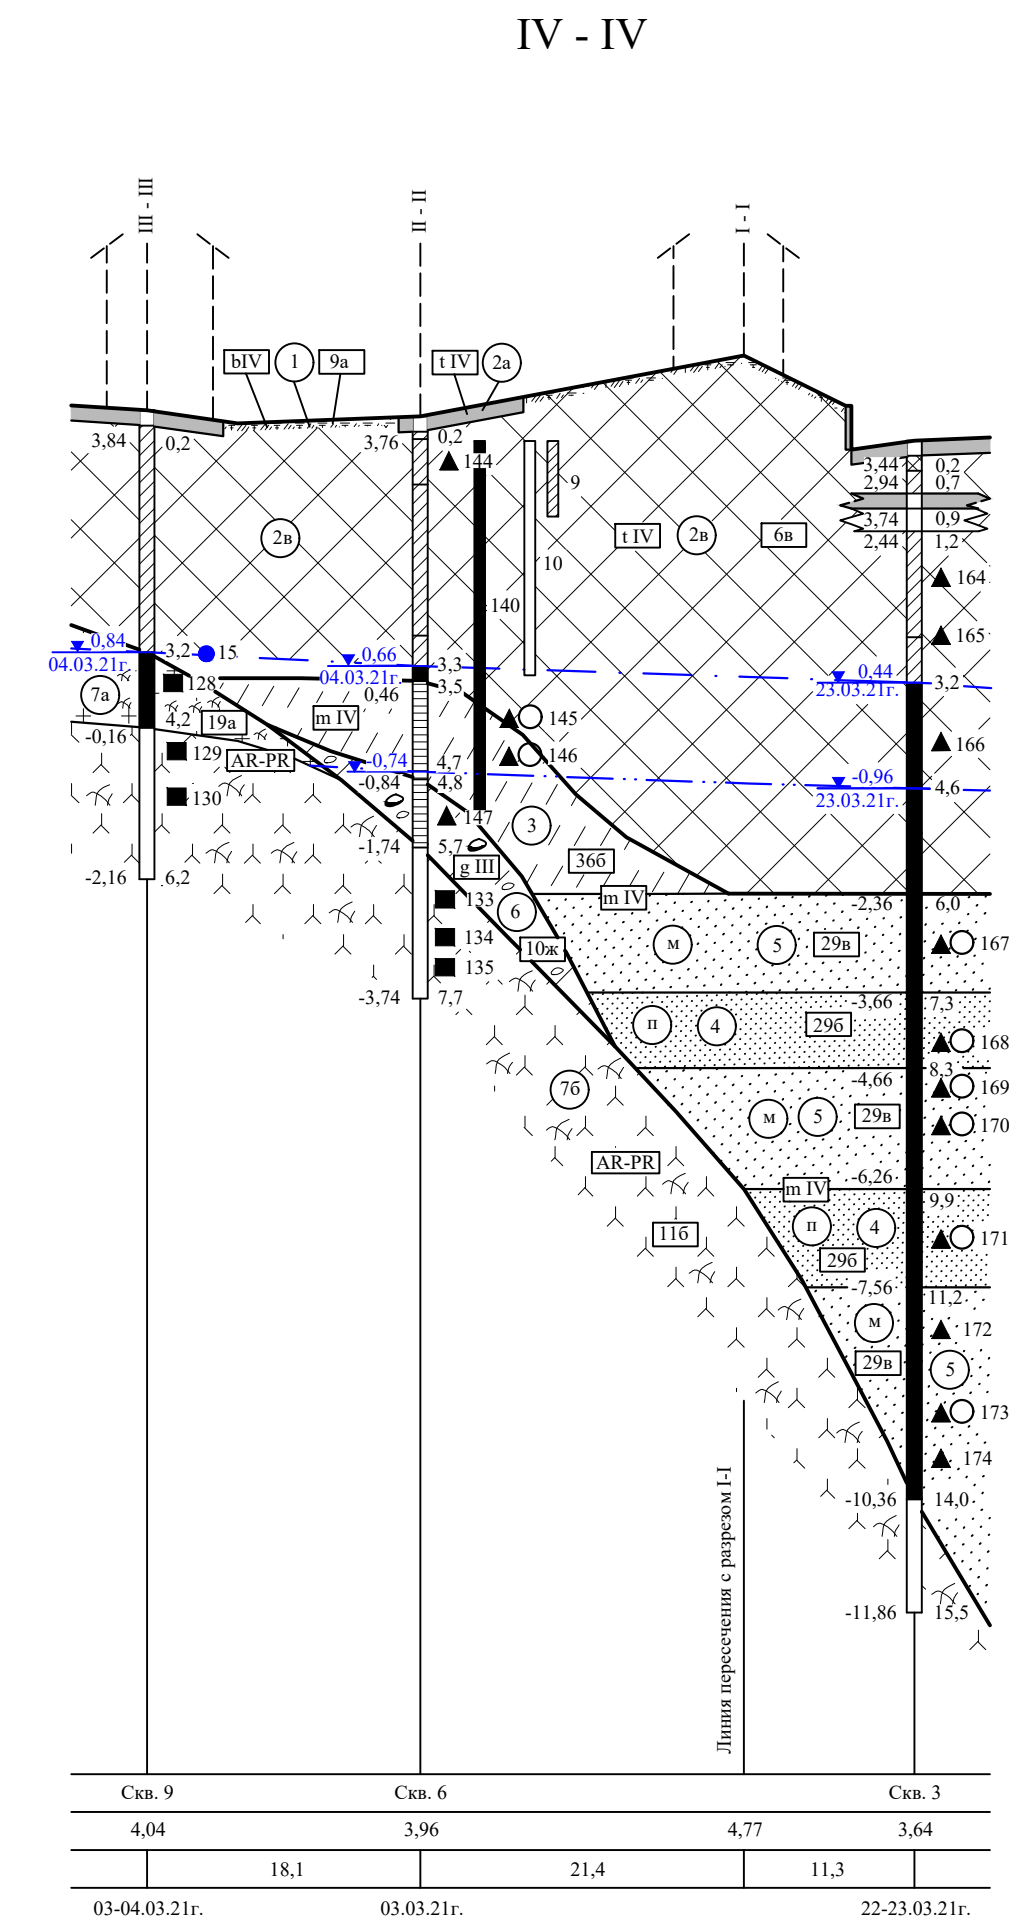 IV - IV
III - III
II - II
I - I
bIV
1
9а
t IV
2а
3,84
0,2
3,76
0,2
144
9
3,44
0,2
2,94
0,7
3,74
0,9
2,44
1,2
2в
t IV
2в
6в
10
140
164
165
0,84
04.03.21г.
3,2
15
0,66
04.03.21г.
3,3
0,44
23.03.21г.
3,2
7а
128
0,46
3,5
4,2
19а
m IV
145
-0,16
129
AR-PR
-0,74
4,7
146
166
-0,84
4,8
-0,96
23.03.21г.
4,6
130
147
3
-1,74
5,7
g III
36б
-2,16
6,2
133
m IV
-2,36
6,0
6
134
10ж
м
5
29в
167
135
-3,74
7,7
-3,66
7,3
п
4
29б
168
8,3
7б
-4,66
169
м
5
29в
170
AR-PR
-6,26
m IV
9,9
11б
п
4
171
29б
-7,56
11,2
м
172
29в
5
173
174
-10,36
14,0
-11,86
15,5
Линия пересечения с разрезом I-I
Скв. 9
Скв. 6
Скв. 3
4,04
3,96
4,77
3,64
18,1
21,4
11,3
03-04.03.21г.
03.03.21г.
22-23.03.21г.